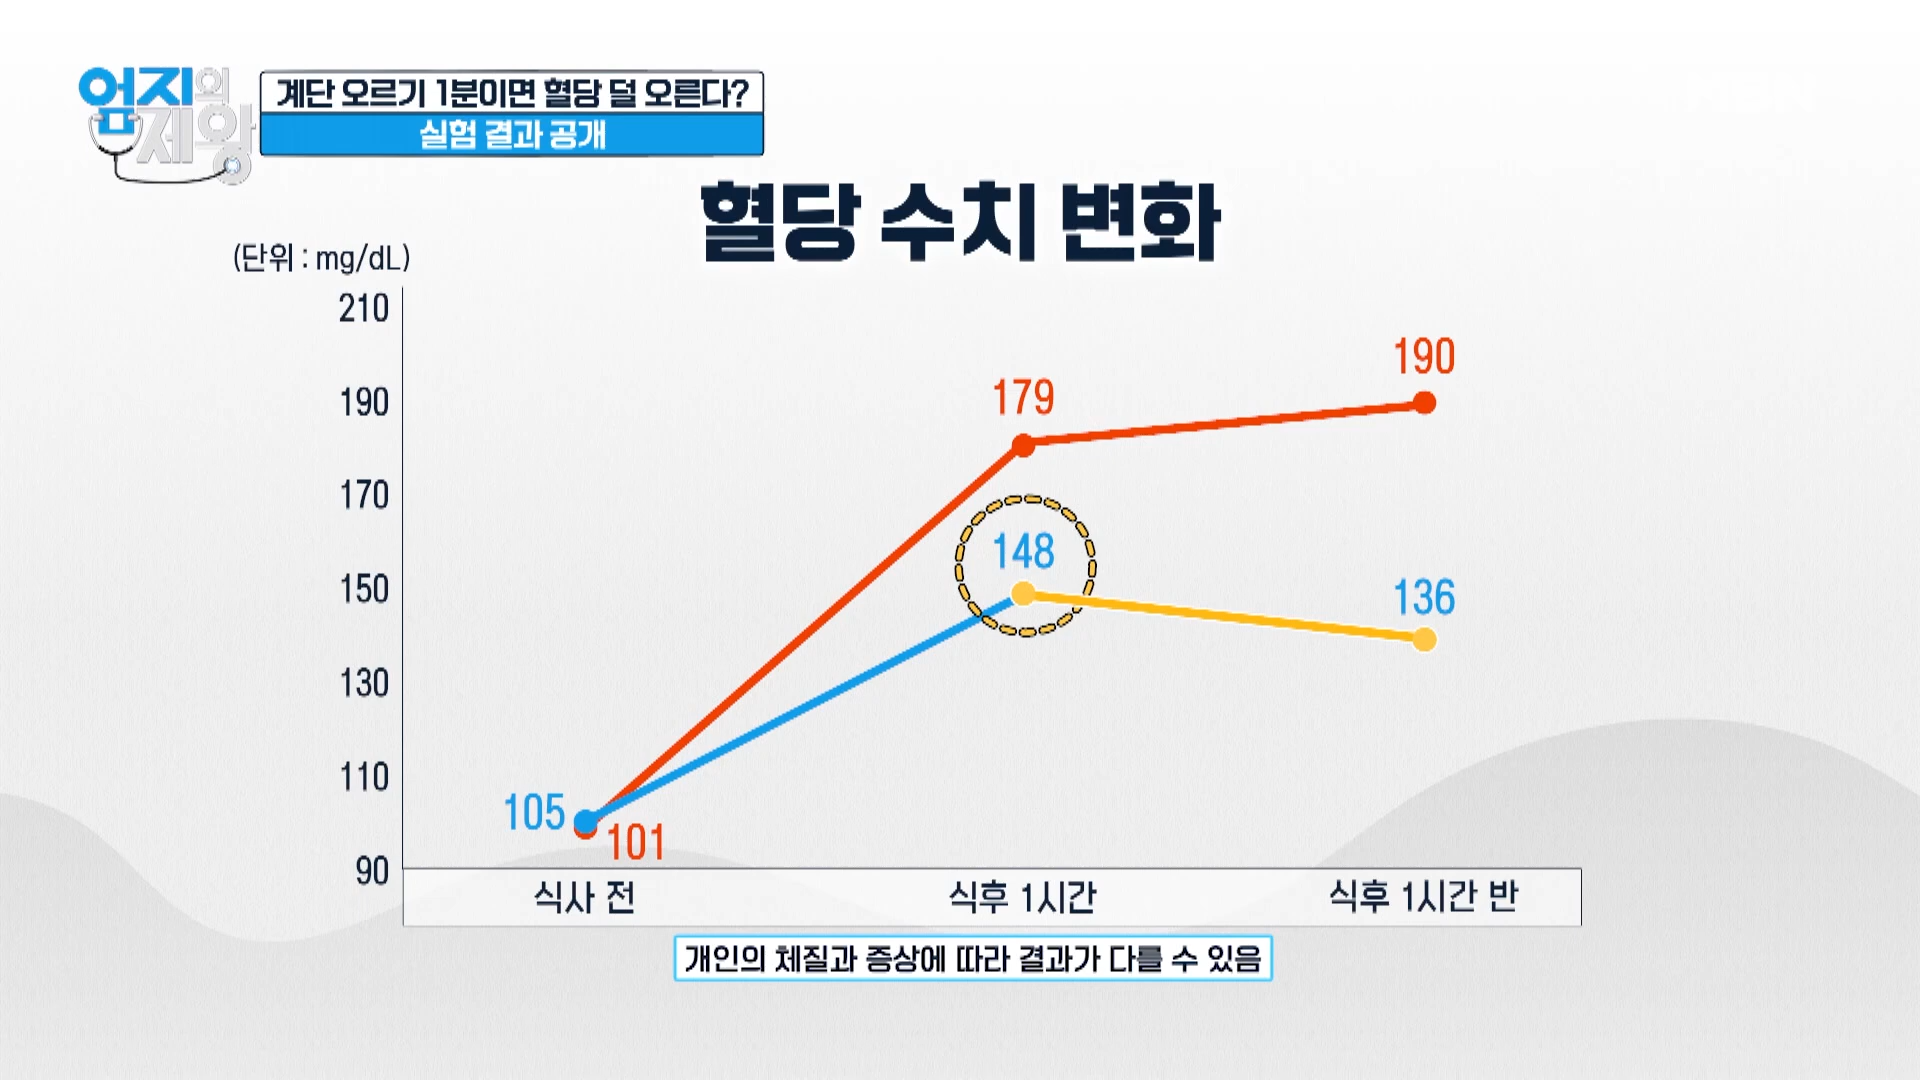 엄지의 제왕
계단 오르기 1분이면 혈당 덜 오른다?
실험 결과 공개
혈당 수치 변화
(단위 : mg/dL)
210
190
170
150
130
110
90
190
179
148
136
105
101
식사 전
식후 1시간
식후 1시간 반
개인의 체질과 증상에 따라 결과가 다를 수 있음